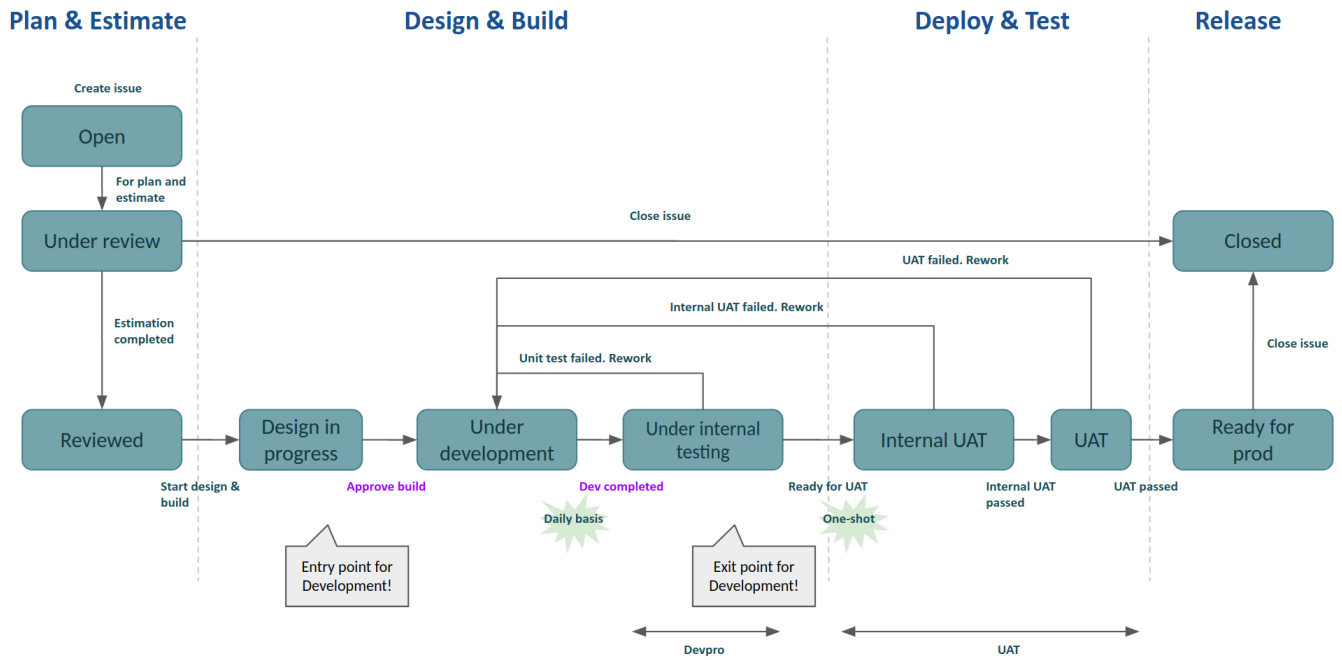 Plan & Estimate
Design & Build
Deploy & Test
Release
Create issue
Open
For plan and
estimate
Under review
Close issue
Closed
UAT failed. Rework
Internal UAT failed. Rework
Estimation
completed
Close issue
Unit test failed. Rework
Reviewed
Design in
progress
Under
development
Under internal
testing
Internal UAT
UAT
Ready for
prod
Start design &
build
Approve build
Dev completed
Ready for UAT
Internal UAT
passed
UAT passed
Daily basis
One-shot
Entry point for
Development!
Exit point for
Development!
Devpro
UAT